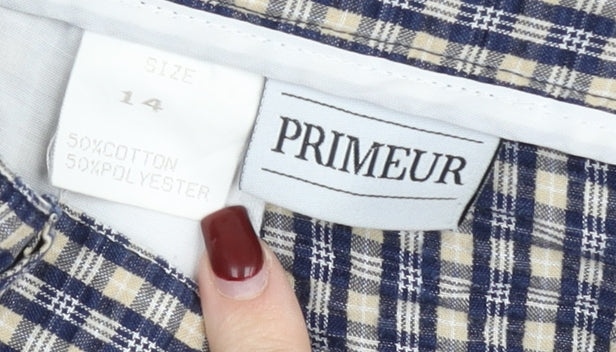 SIZE
14
50%COTTON
50%POLYESTER
PRIMEUR